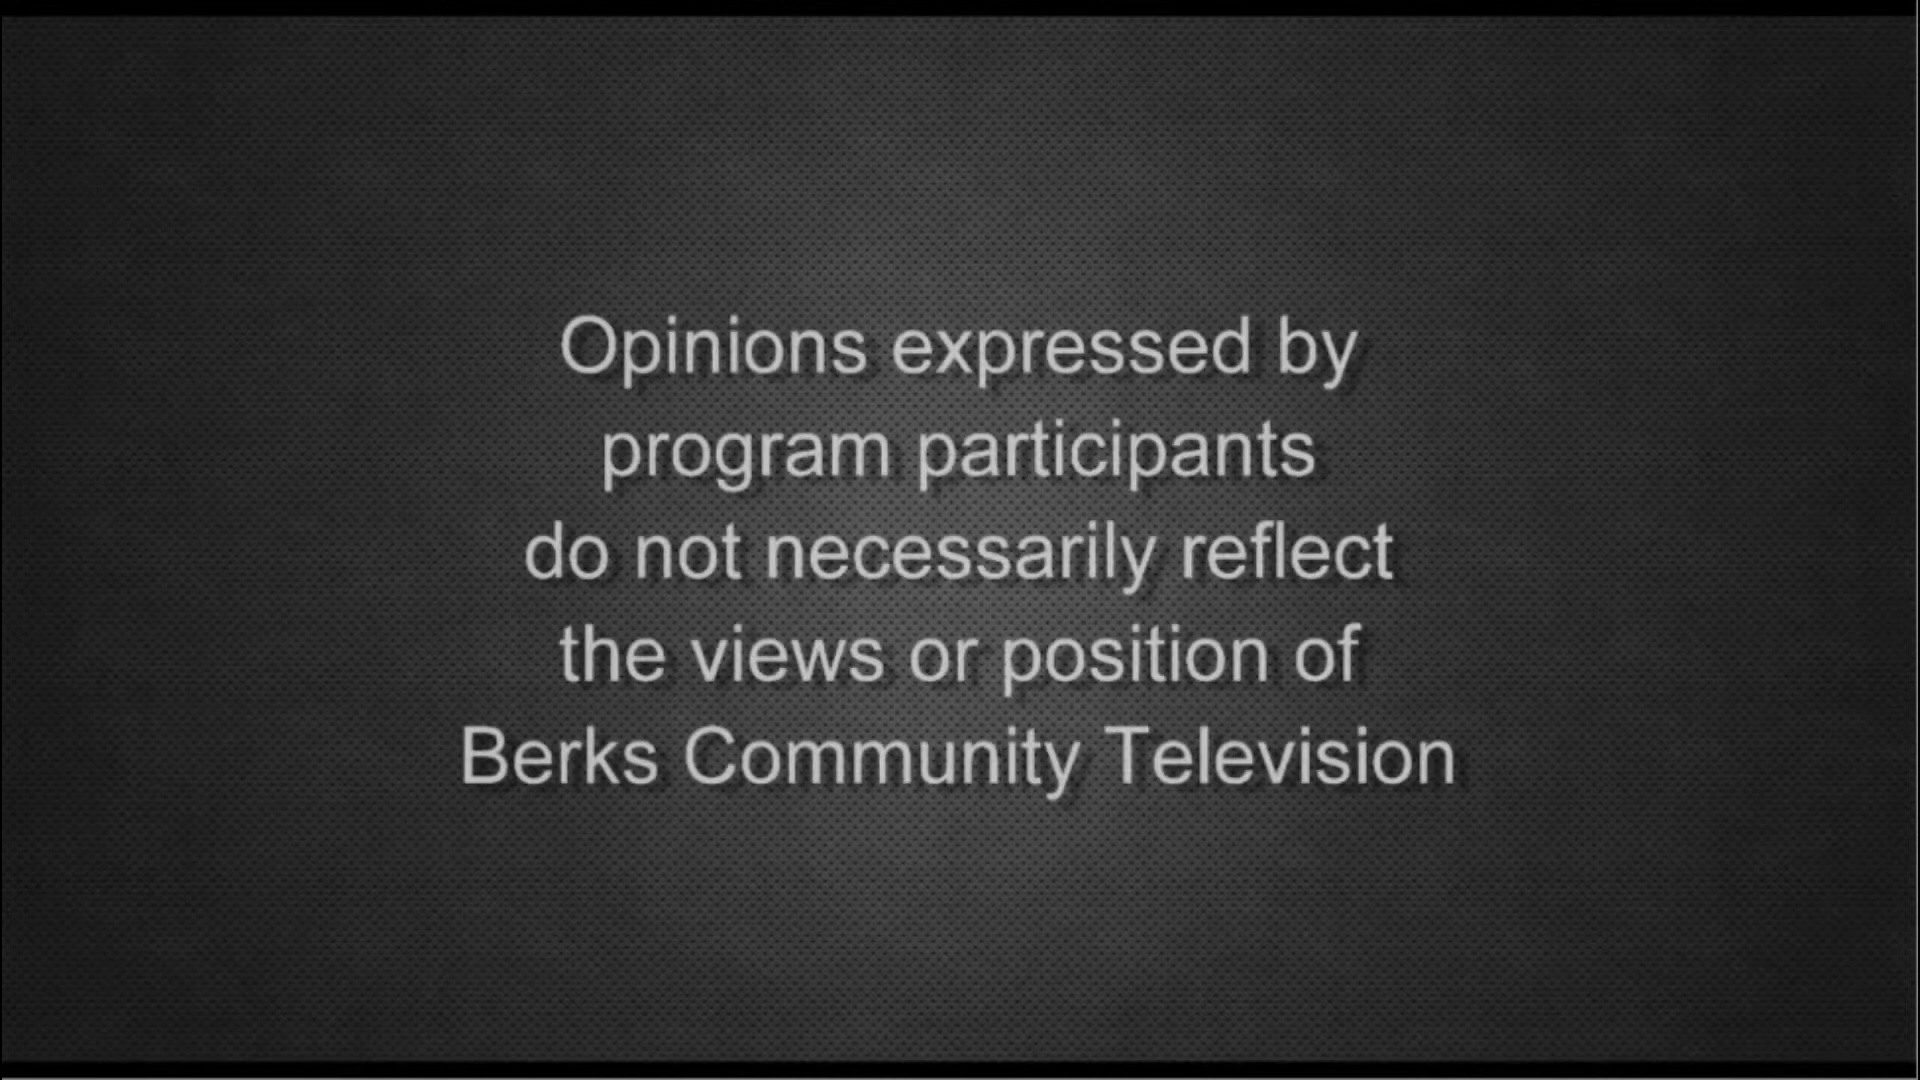 Opinions expressed by
program participants
do not necessarily reflect
the views or position of
Berks Community Television